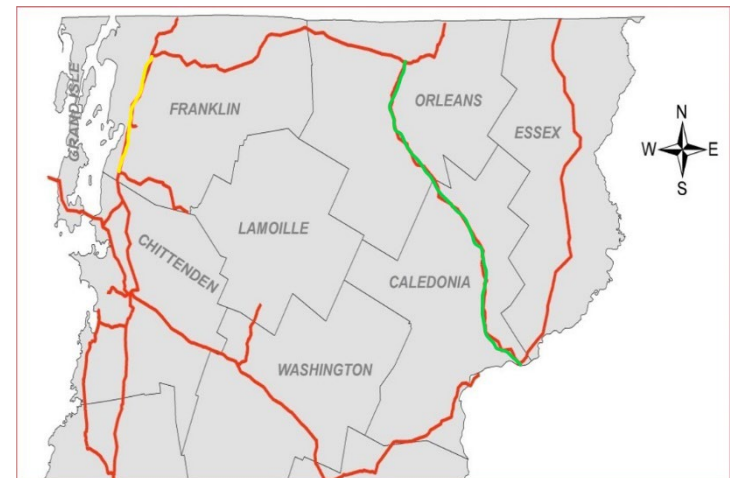 GRAND ISLE
FRANKLIN
ORLEANS
ESSEX
N
W E
S
LAMOILLE
CHITTENDEN
CALEDONIA
WASHINGTON